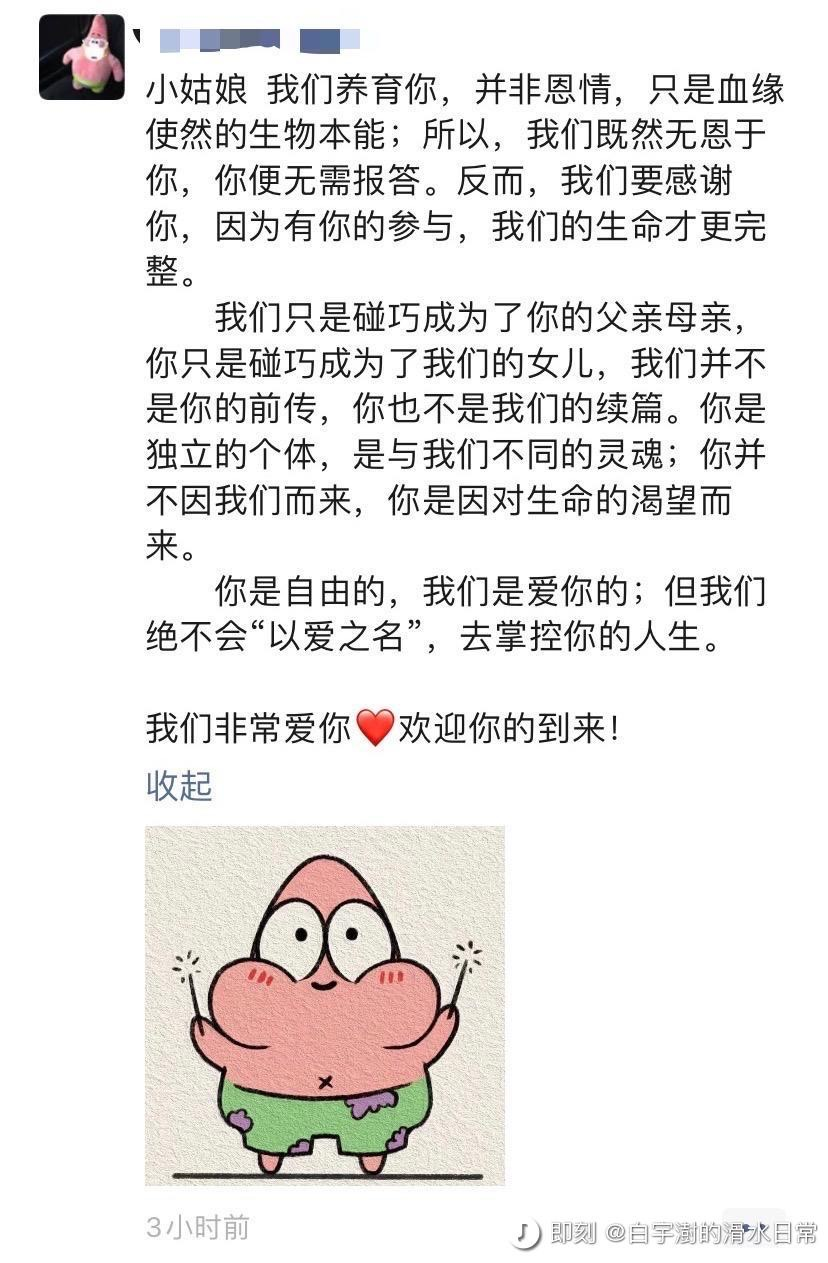 小姑娘 我们养育你，并非恩情，只是血缘
使然的生物本能；所以，我们既然无恩于
你，你便无需报答。反而，我们要感谢
你，因为有你的参与，我们的生命才更完
整。
我们只是碰巧成为了你的父亲母亲，
你只是碰巧成为了我们的女儿，我们并不
是你的前传，你也不是我们的续篇。你是
独立的个体，是与我们不同的灵魂；你并
不因我们而来，你是因对生命的渴望而
来。
你是自由的，我们是爱你的；但我们
绝不会“以爱之名”，去掌控你的人生。
我们非常爱你❤️欢迎你的到来！
收起
3小时前
即刻 @白宇澍的滑水日常